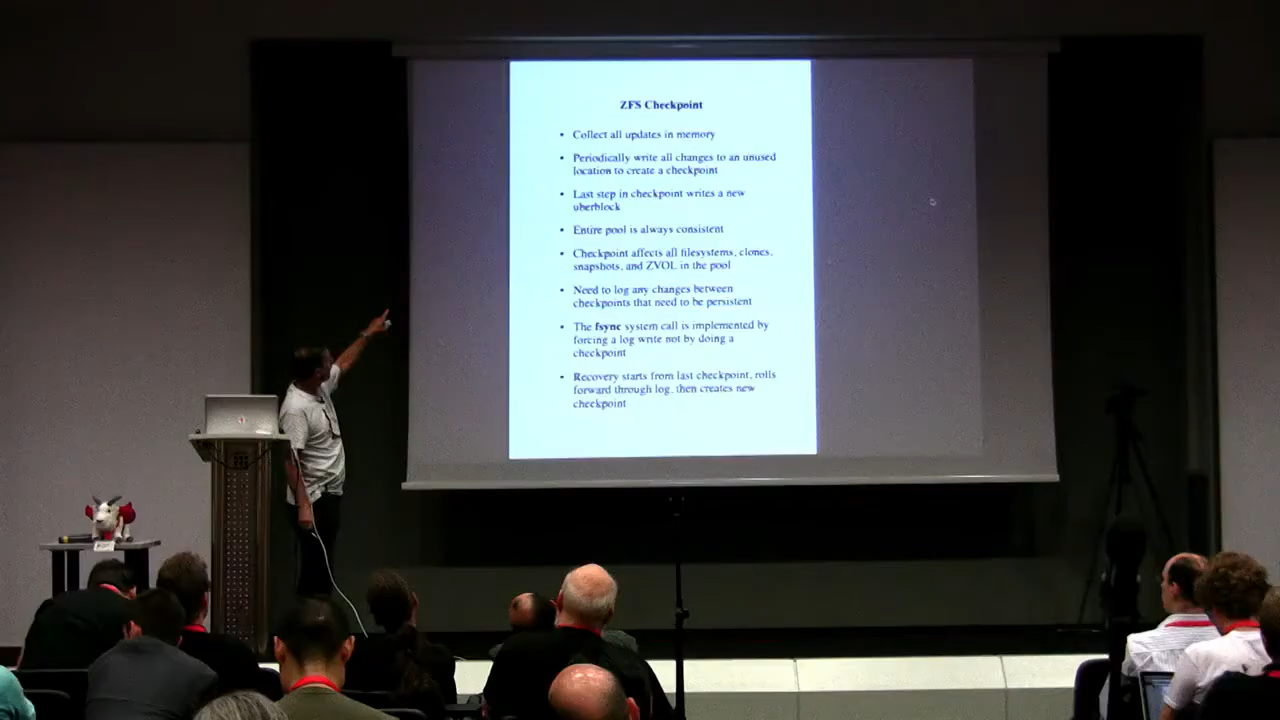 ZFS Checkpoint
• Collect all updates in memory
• Periodically write all changes to an unused
location to create a checkpoint
• Last step in checkpoint writes a new
uberblock
• Entire pool is always consistent
• Checkpoint affects all filesystems, clones,
snapshots, and ZVOL in the pool
• Need to log any changes between
checkpoints that need to be persistent
• The fsync system call is implemented by
forcing a log write not by doing a
checkpoint
• Recovery starts from last checkpoint, rolls
forward through log, then creates new
checkpoint